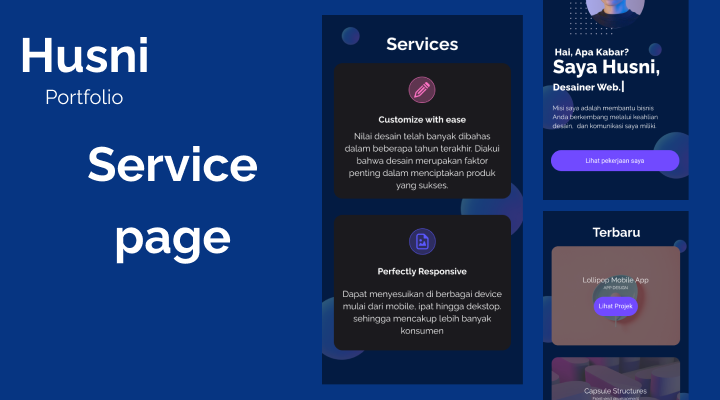 Husni
Portfolio
Service
page
Services
Customize with ease
Nilai desain telah banyak dibahas
dalam beberapa tahun terakhir. Diakui
bahwa desain merupakan faktor
penting dalam menciptakan produk
yang sukses.
Perfectly Responsive
Dapat menyesuikan di berbagai device
mulai dari mobile, ipat hingga dekstop.
sehingga mencakup lebih banyak
konsumen
Hai, Apa Kabar?
Saya Husni,
Desainer Web.|
Misi saya adalah membantu bisnis
Anda berkembang melalui keahlian
desain, dan komunikasi saya miliki.
Lihat pekerjaan saya
Terbaru
Lollipop Mobile App
APP DESIGN
Lihat Projek
Capsule Structures